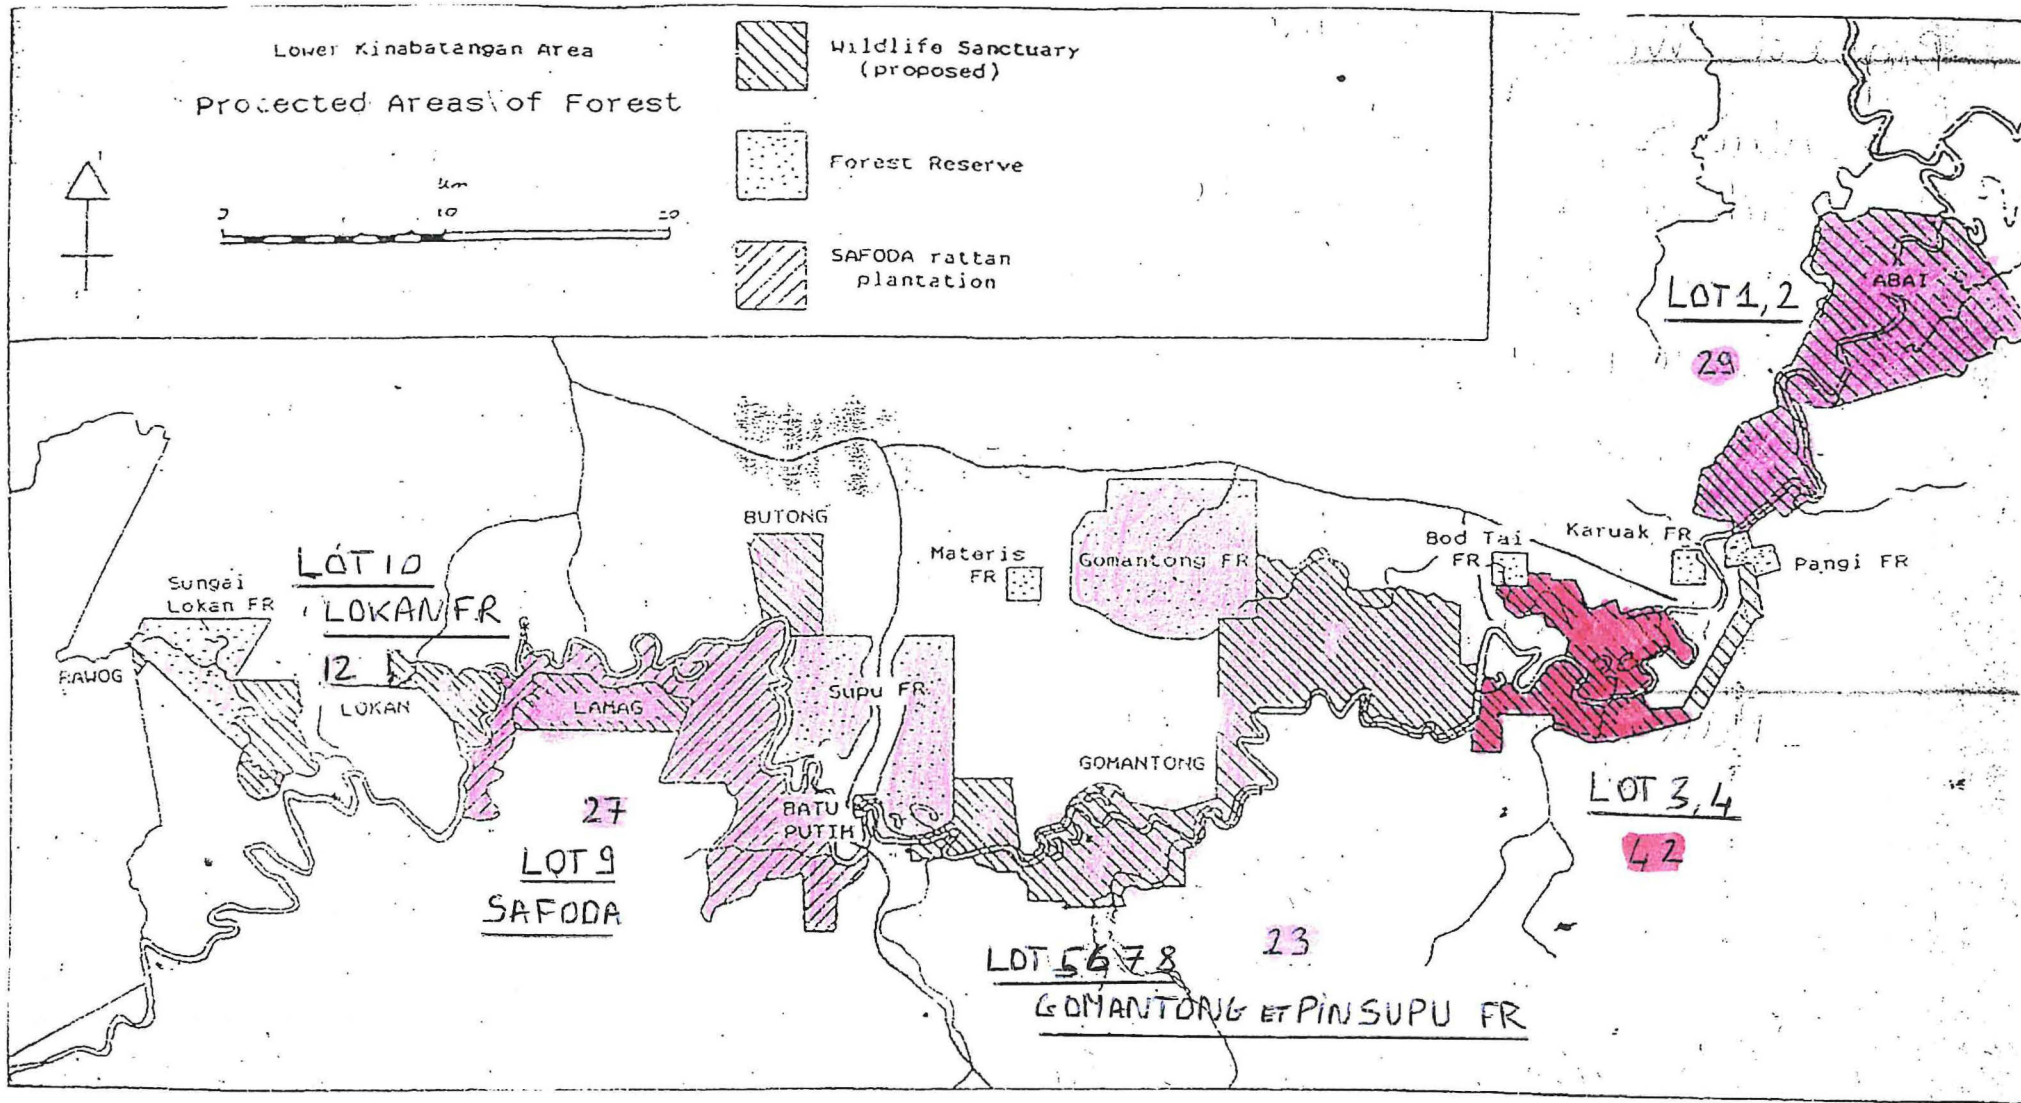 Lower Kinabatangan Area
Protected Areas of Forest
km
0
10
20
Wildlife Sanctuary
(proposed)
Forest Reserve
SAFODA rattan
plantation
ABAI
LOT 1, 2
29
BUTONG
Materis
FR
Gomantong FR
Bod Tai
FR
Karuak FR
Pangi FR
Sungai
Lokan FR
LOT 10
LOKAN F.R
12
LOKAN
LAMAG
Supu FR
GOMANTONG
BATU
PUTIH
27
LOT 9
SAFODA
LOT 3, 4
42
23
LOT 5 6 7 8
GOMANTONG ET PIN SUPU FR